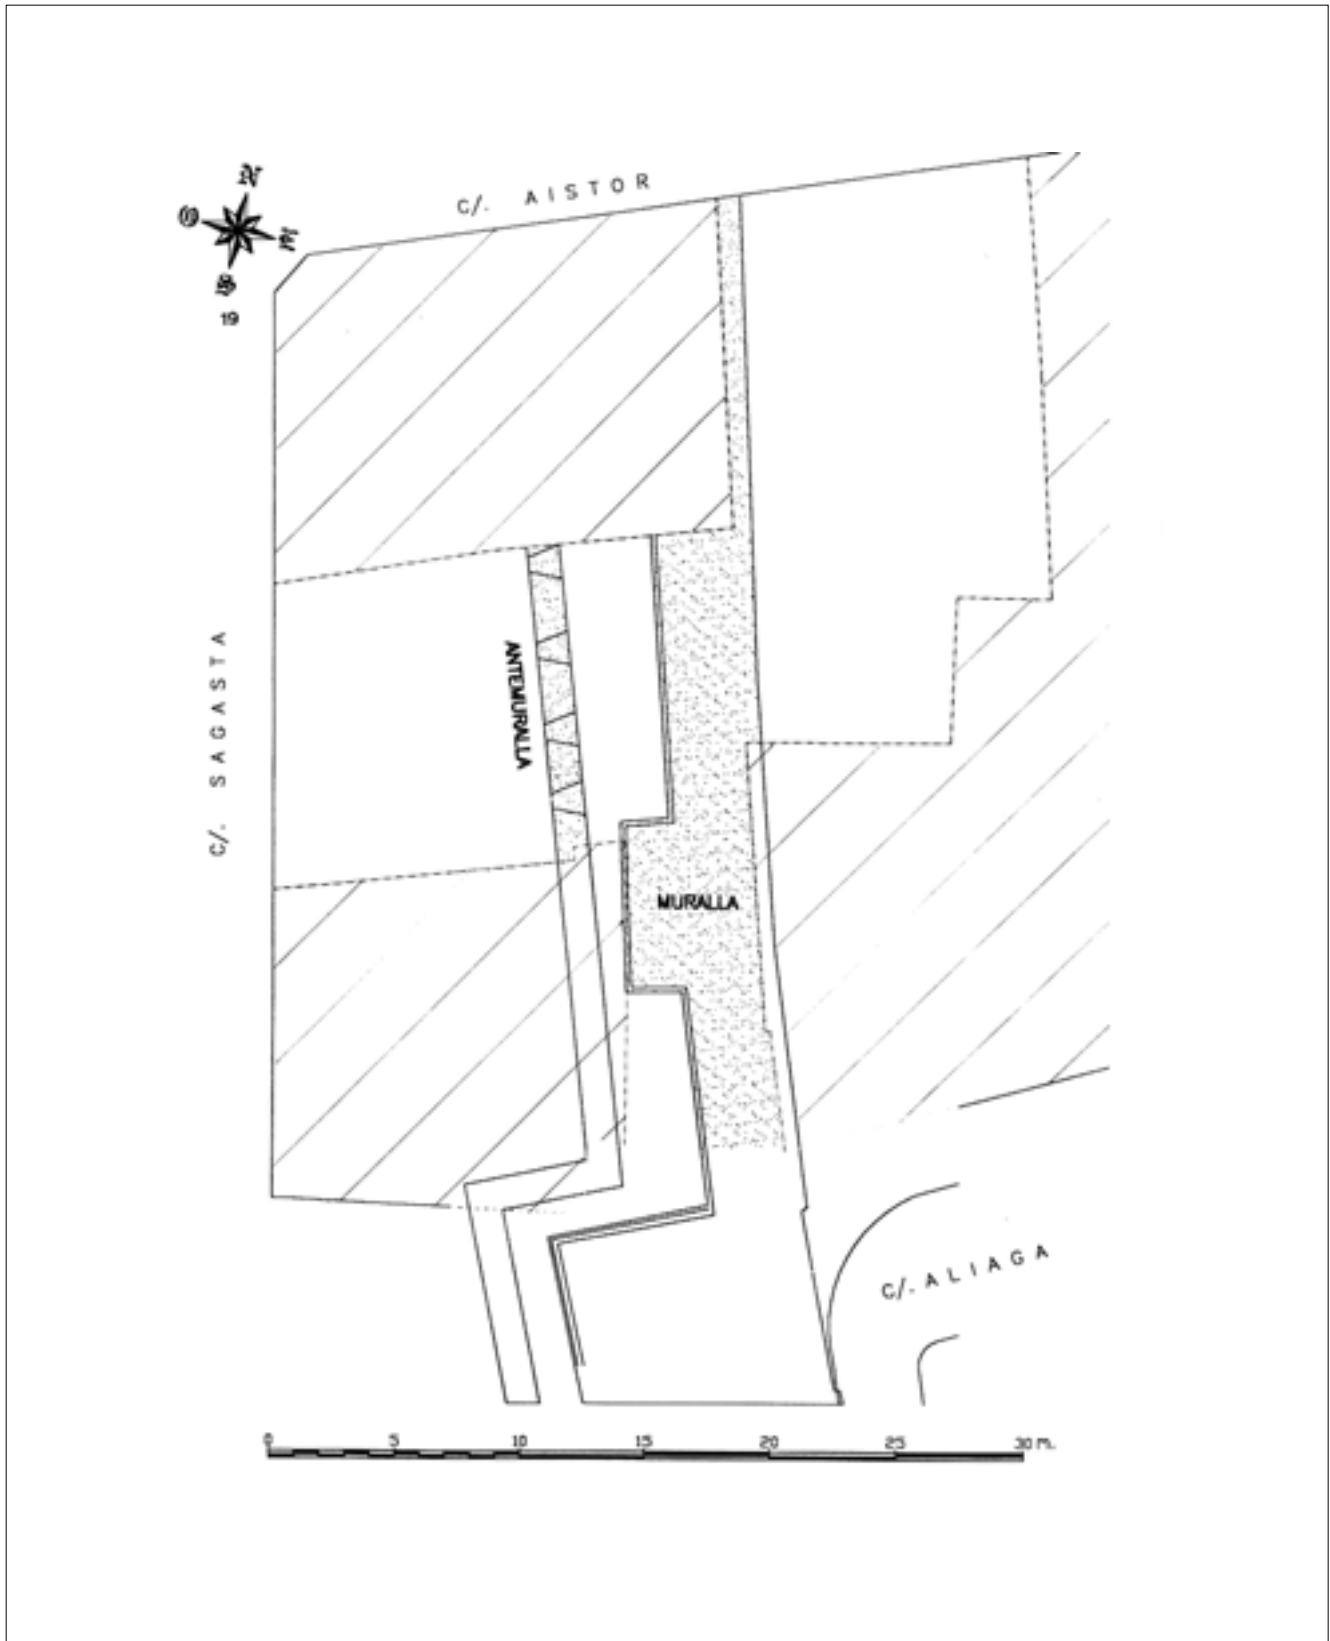 C/. AISTOR
19
C/. SAGASTA
ANTEMURALLA
MURALLA
C/. ALIAGA
0 5 10 15 20 25 30 M.